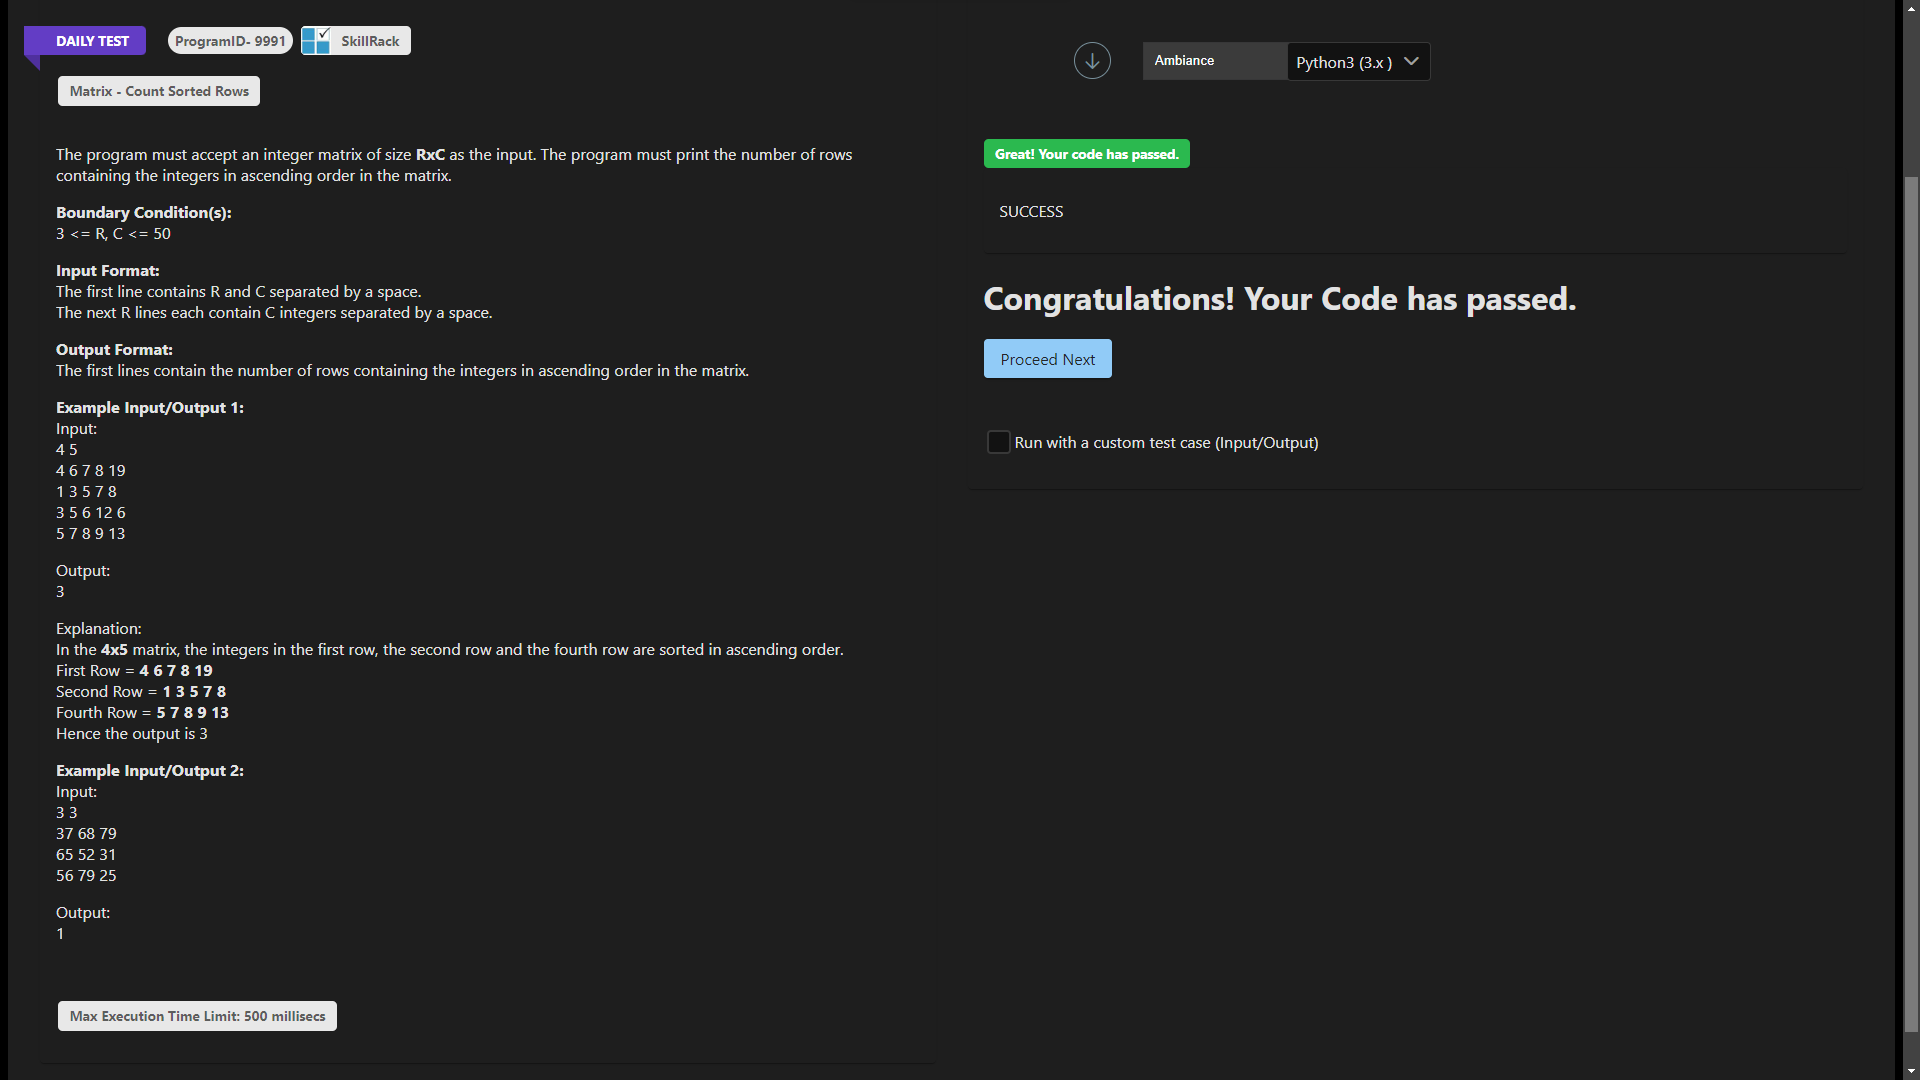 DAILY TEST
ProgramID- 9991
SkillRack
Matrix - Count Sorted Rows
The program must accept an integer matrix of size RxC as the input. The program must print the number of rows
containing the integers in ascending order in the matrix.
Boundary Condition(s):
3 <= R, C <= 50
Input Format:
The first line contains R and C separated by a space.
The next R lines each contain C integers separated by a space.
Output Format:
The first lines contain the number of rows containing the integers in ascending order in the matrix.
Example Input/Output 1:
Input:
4 5
4 6 7 8 19
1 3 5 7 8
3 5 6 12 6
5 7 8 9 13
Output:
3
Explanation:
In the 4x5 matrix, the integers in the first row, the second row and the fourth row are sorted in ascending order.
First Row = 4 6 7 8 19
Second Row = 1 3 5 7 8
Fourth Row = 5 7 8 9 13
Hence the output is 3
Example Input/Output 2:
Input:
3 3
37 68 79
65 52 31
56 79 25
Output:
1
Max Execution Time Limit: 500 millisecs
Ambiance
Python3 (3.x )
Great! Your code has passed.
SUCCESS
Congratulations! Your Code has passed.
Proceed Next
Run with a custom test case (Input/Output)